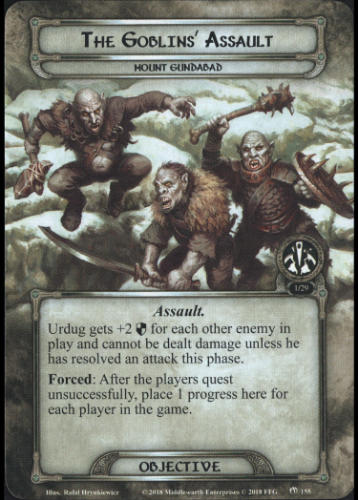 The Goblins' Assault
Mount Gundabad
1/29
Assault.
Urdug gets +2 for each other enemy in
play and cannot be dealt damage unless he
has resolved an attack this phase.
Forced: After the players quest
unsuccessfully, place 1 progress here for
each player in the game.
Objective
Illus. Rafał Hrynkiewicz ©2018 Middle-earth Enterprises ©2018 FFG 158